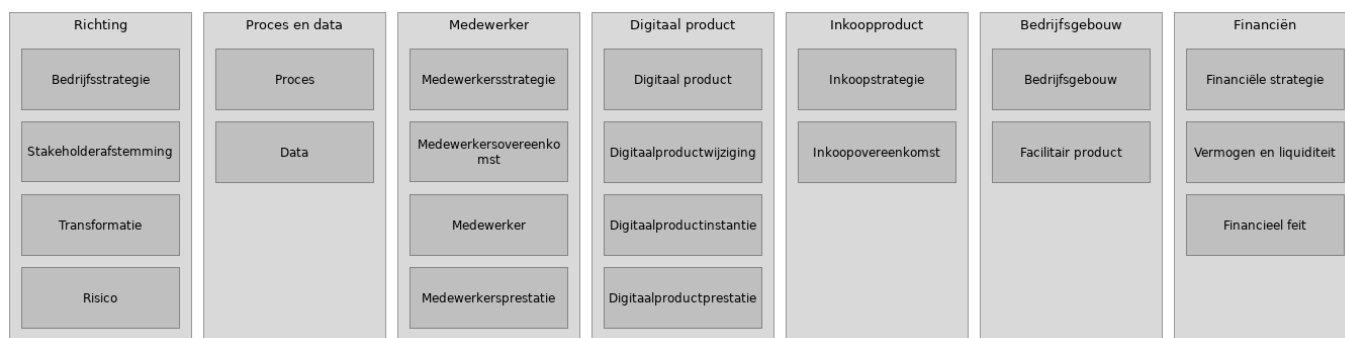 Richting
Bedrijfsstrategie
Stakeholderafstemming
Transformatie
Risico
Proces en data
Proces
Data
Medewerker
Medewerkersstrategie
Medewerkersovereenko
mst
Medewerker
Medewerkersprestatie
Digitaal product
Digitaal product
Digitaalproductwijziging
Digitaalproductinstantie
Digitaalproductprestatie
Inkoopproduct
Inkoopstrategie
Inkoopovereenkomst
Bedrijfsgebouw
Bedrijfsgebouw
Facilitair product
Financiën
Financiële strategie
Vermogen en liquiditeit
Financieel feit